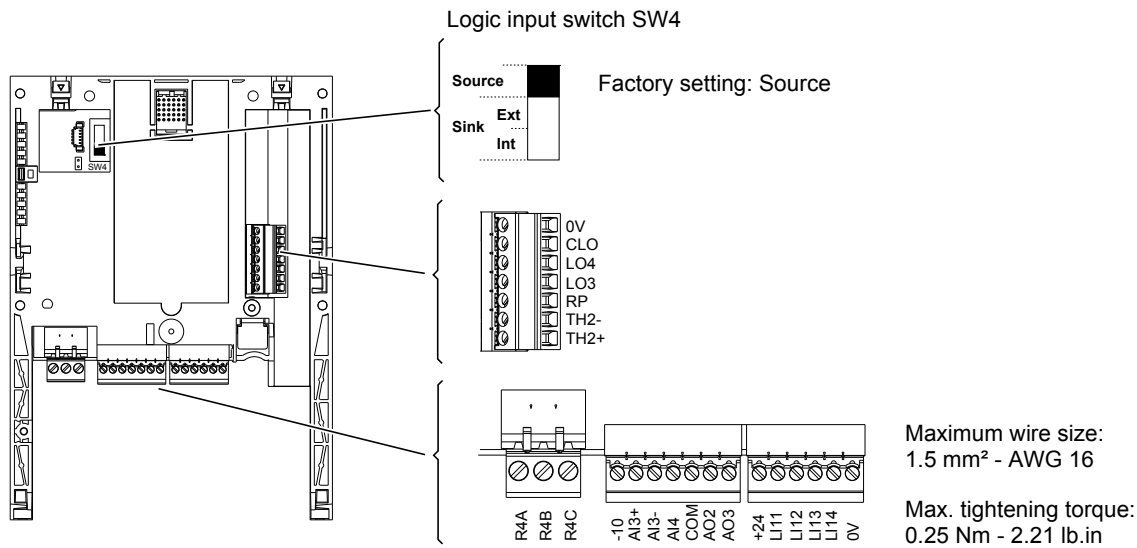 Logic input switch SW4
Source
Factory setting: Source
Sink
Ext
Int
SW4
0V
CLO
LO4
LO3
RP
TH2-
TH2+
R4A
R4B
R4C
-10
AI3+
AI3-
AI4
COM
AO2
AO3
+24
LI11
LI12
LI13
LI14
0V
Maximum wire size:
1.5 mm² - AWG 16
Max. tightening torque:
0.25 Nm - 2.21 lb.in